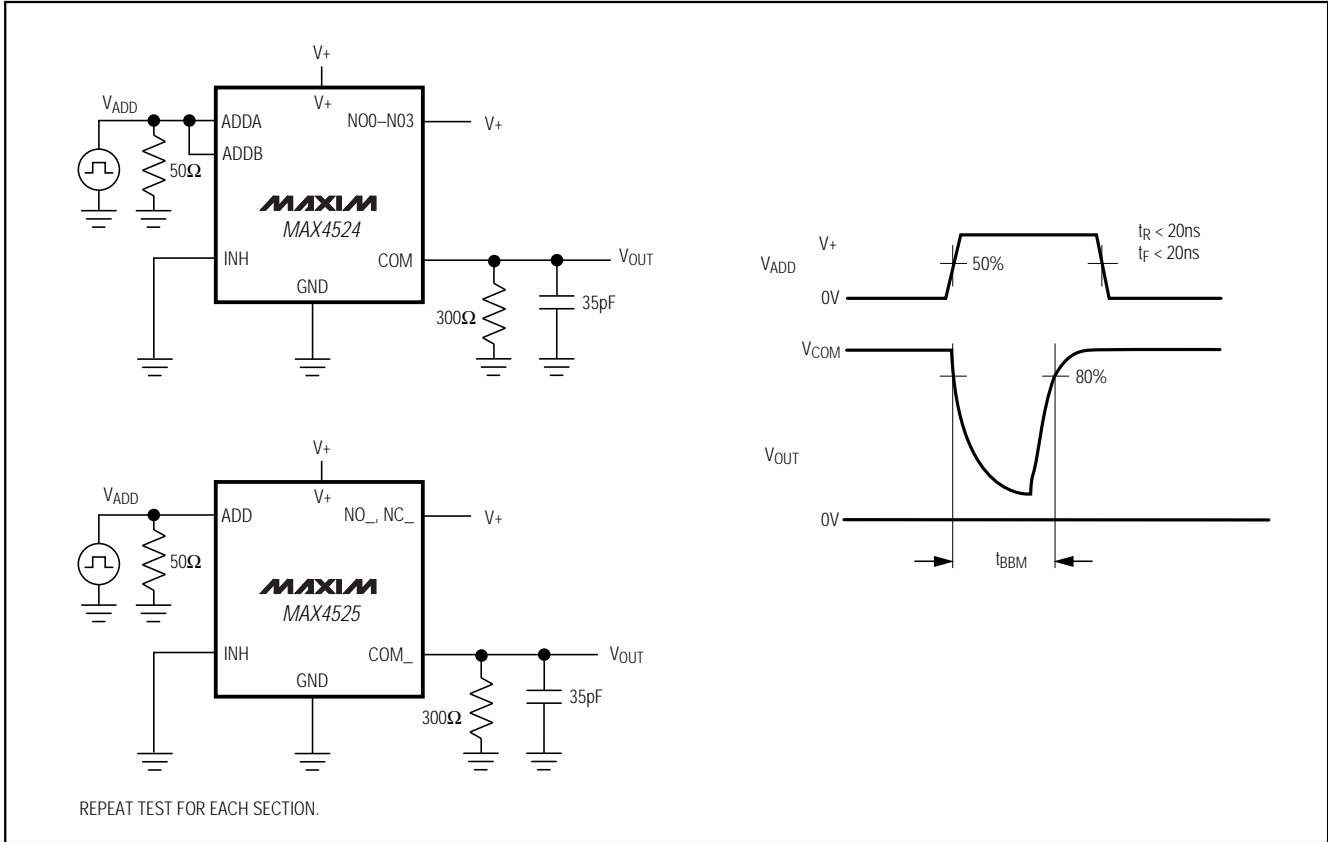 V+
V+
VADD
ADDA
NO0–N03
V+
ADDB
50Ω
MAXIM
MAX4524
INH
COM
VOUT
GND
300Ω
35pF
V+
V+
VADD
ADD
NO_, NC_
V+
50Ω
MAXIM
MAX4525
INH
COM_
VOUT
GND
300Ω
35pF
REPEAT TEST FOR EACH SECTION.
V+
tR < 20ns
tF < 20ns
VADD
50%
0V
VCOM
80%
VOUT
0V
tBBM